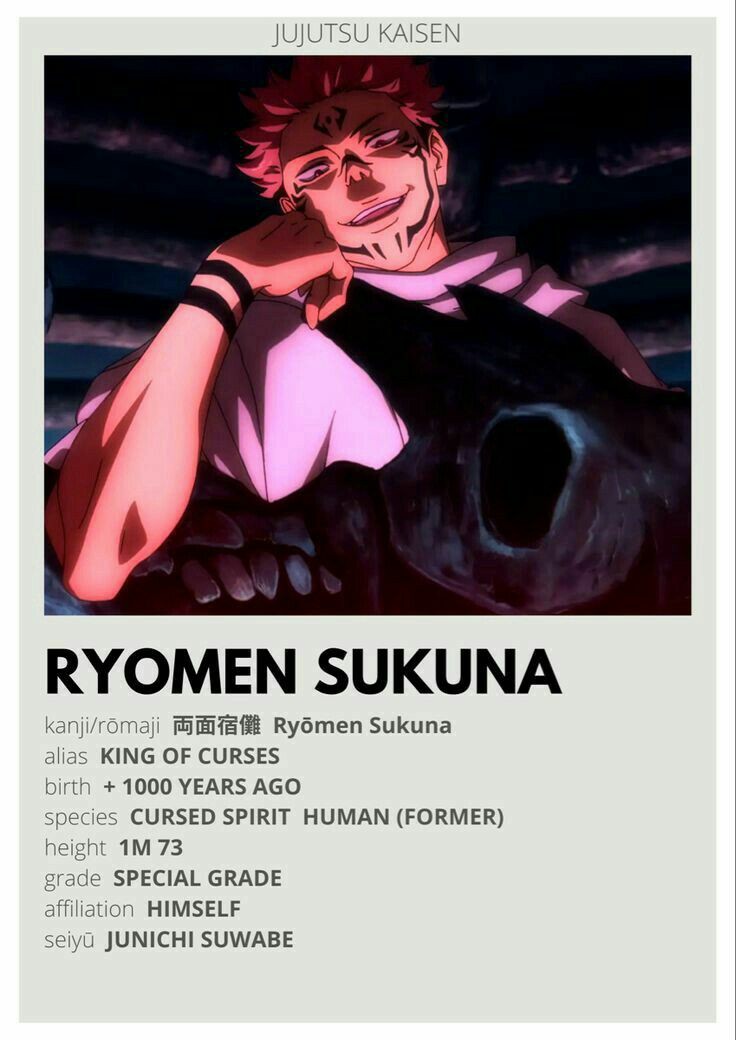 JUJUTSU KAISEN
RYOMEN SUKUNA
kanji/rōmaji 両面宿儺 Ryōmen Sukuna
alias KING OF CURSES
birth + 1000 YEARS AGO
species CURSED SPIRIT HUMAN (FORMER)
height 1M 73
grade SPECIAL GRADE
affiliation HIMSELF
seiyū JUNICHI SUWABE